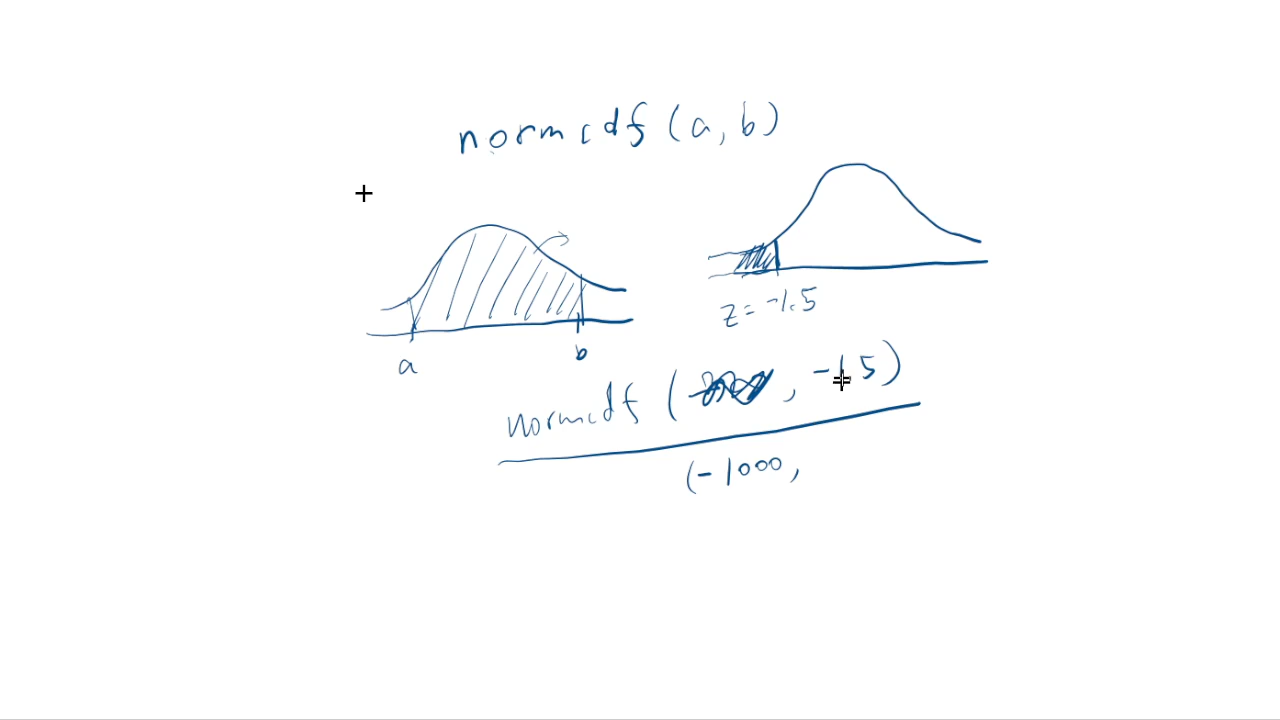 normcdf (a, b)
a
b
z = -1.5
normcdf ( , -1.5)
(-1000,